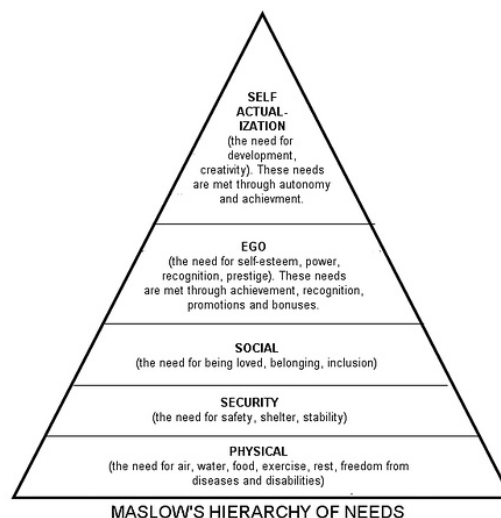 SELF
ACTUAL-
IZATION
(the need for
development,
creativity). These needs
are met through autonomy
and achievment.
EGO
(the need for self-esteem, power,
recognition, prestige). These needs
are met through achievement, recognition,
promotions and bonuses.
SOCIAL
(the need for being loved, belonging, inclusion)
SECURITY
(the need for safety, shelter, stability)
PHYSICAL
(the need for air, water, food, exercise, rest, freedom from
diseases and disabilities)
MASLOW'S HIERARCHY OF NEEDS